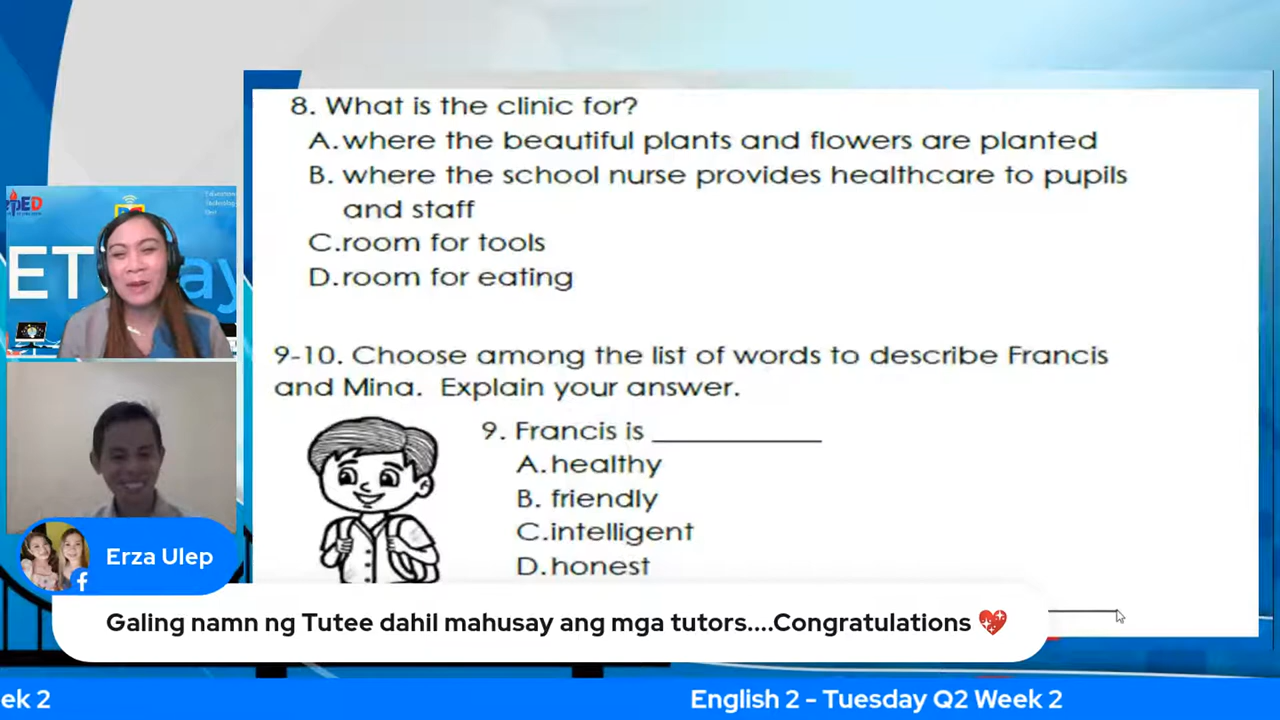 8. What is the clinic for?
A. where the beautiful plants and flowers are planted
B. where the school nurse provides healthcare to pupils
and staff
C. room for tools
D. room for eating
9-10. Choose among the list of words to describe Francis
and Mina. Explain your answer.
9. Francis is ___________
A. healthy
B. friendly
C. intelligent
D. honest
ET
ay
Erza Ulep
Galing namn ng Tutee dahil mahusay ang mga tutors....Congratulations 💖
ek 2
English 2 - Tuesday Q2 Week 2